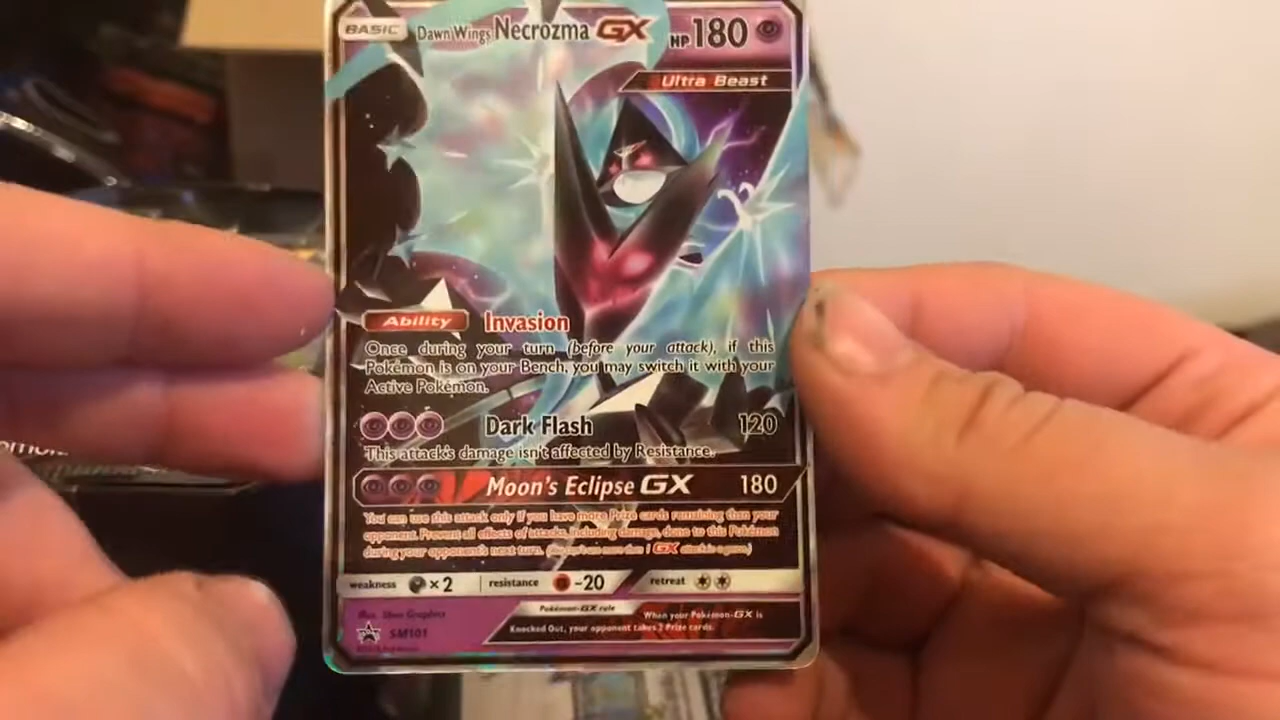 BASIC Dawn Wings Necrozma GX HP 180
Ultra Beast
Ability Invasion
Once during your turn (before your attack), if this
Pokémon is on your Bench, you may switch it with your
Active Pokémon.
Dark Flash 120
This attack's damage isn't affected by Resistance.
Moon's Eclipse GX 180
You can use this attack only if you have more Prize cards remaining than your
opponent. Prevent all effects of attacks, including damage, done to this Pokémon
during your opponent's next turn. (You can't use more than 1 GX attack in a game.)
weakness ×2 resistance -20 retreat
Illus. 5ban Graphics
Pokémon-GX rule
When your Pokémon-GX is
Knocked Out, your opponent takes 2 Prize cards.
SM101